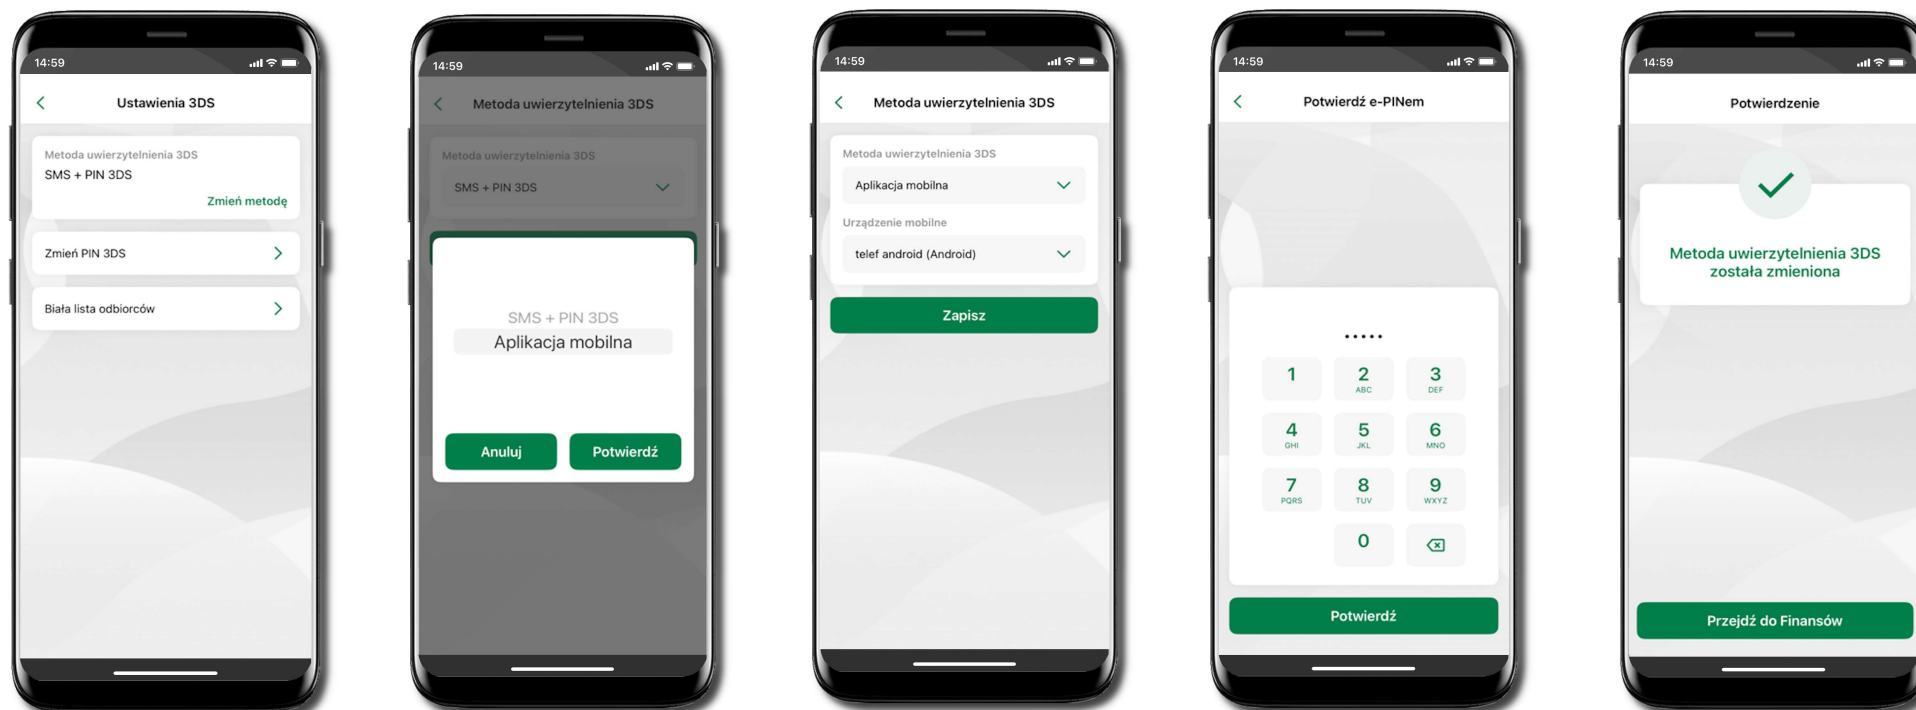 14:59
Ustawienia 3DS
Metoda uwierzytelnienia 3DS
SMS + PIN 3DS
Zmień metodę
Zmień PIN 3DS
Biała lista odbiorców
14:59
Metoda uwierzytelnienia 3DS
Metoda uwierzytelnienia 3DS
SMS + PIN 3DS
SMS + PIN 3DS
Aplikacja mobilna
Anuluj Potwierdź
14:59
Metoda uwierzytelnienia 3DS
Metoda uwierzytelnienia 3DS
Aplikacja mobilna
Urządzenie mobilne
telef android (Android)
Zapisz
14:59
Potwierdź e-PINem
1 2 3
ABC DEF
4 5 6
GHI JKL MNO
7 8 9
PQRS TUV WXYZ
0
Potwierdź
14:59
Potwierdzenie
Metoda uwierzytelnienia 3DS
została zmieniona
Przejdź do Finansów